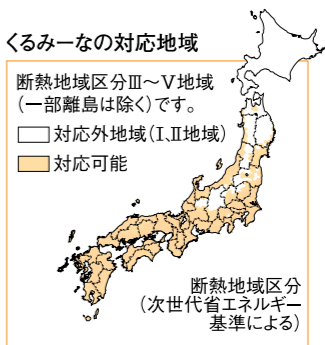 くるみーなの対応地域
断熱地域区分Ⅲ〜Ⅴ地域
（一部離島は除く）です。
対応外地域（Ⅰ、Ⅱ地域）
対応可能
断熱地域区分
（次世代省エネルギー
基準による）